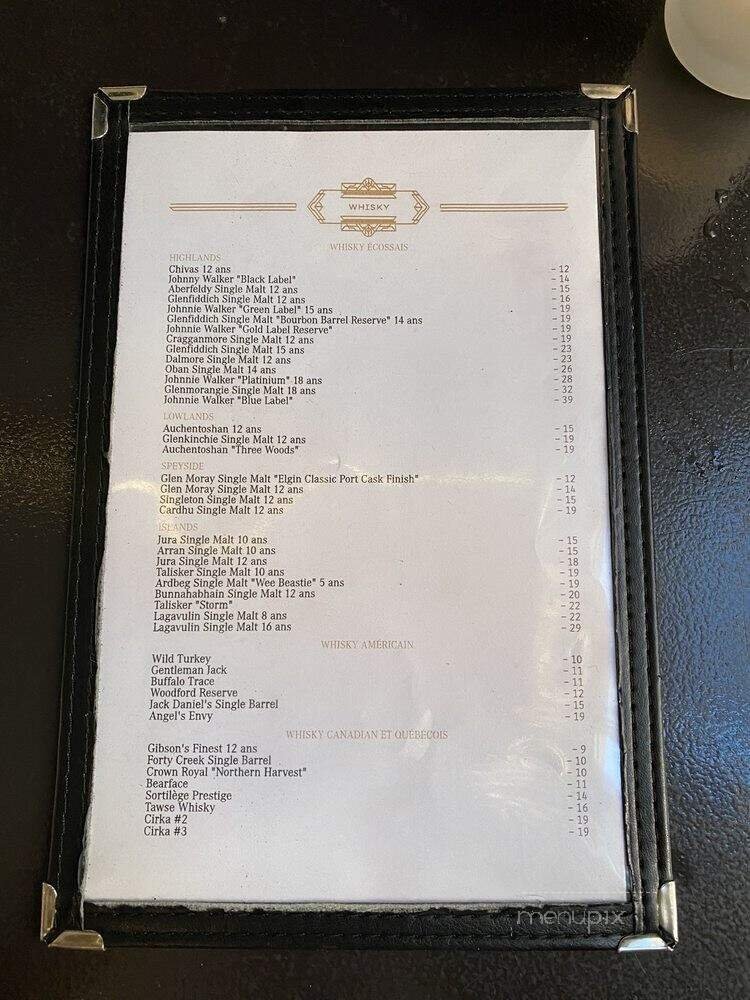 WHISKY
WHISKY ÉCOSSAIS
HIGHLANDS
Chivas 12 ans - 12
Johnny Walker "Black Label" - 14
Aberfeldy Single Malt 12 ans - 15
Glenfiddich Single Malt 12 ans - 16
Johnnie Walker "Green Label" 15 ans - 19
Glenfiddich Single Malt "Bourbon Barrel Reserve" 14 ans - 19
Johnnie Walker "Gold Label Reserve" - 19
Cragganmore Single Malt 12 ans - 19
Glenfiddich Single Malt 15 ans - 23
Dalmore Single Malt 12 ans - 23
Oban Single Malt 14 ans - 26
Johnnie Walker "Platinium" 18 ans - 28
Glenmorangie Single Malt 18 ans - 32
Johnnie Walker "Blue Label" - 39
LOWLANDS
Auchentoshan 12 ans - 15
Glenkinchie Single Malt 12 ans - 19
Auchentoshan "Three Woods" - 19
SPEYSIDE
Glen Moray Single Malt "Elgin Classic Port Cask Finish" - 12
Glen Moray Single Malt 12 ans - 14
Singleton Single Malt 12 ans - 15
Cardhu Single Malt 12 ans - 19
ISLANDS
Jura Single Malt 10 ans - 15
Arran Single Malt 10 ans - 15
Jura Single Malt 12 ans - 18
Talisker Single Malt 10 ans - 19
Ardbeg Single Malt "Wee Beastie" 5 ans - 19
Bunnahabhain Single Malt 12 ans - 20
Talisker "Storm" - 22
Lagavulin Single Malt 8 ans - 22
Lagavulin Single Malt 16 ans - 29
WHISKY AMÉRICAIN
Wild Turkey - 10
Gentleman Jack - 11
Buffalo Trace - 11
Woodford Reserve - 12
Jack Daniel's Single Barrel - 15
Angel's Envy - 19
WHISKY CANADIAN ET QUÉBÉCOIS
Gibson's Finest 12 ans - 9
Forty Creek Single Barrel - 10
Crown Royal "Northern Harvest" - 10
Bearface - 11
Sortilège Prestige - 14
Tawse Whisky - 16
Cirka #2 - 19
Cirka #3 - 19
menupix